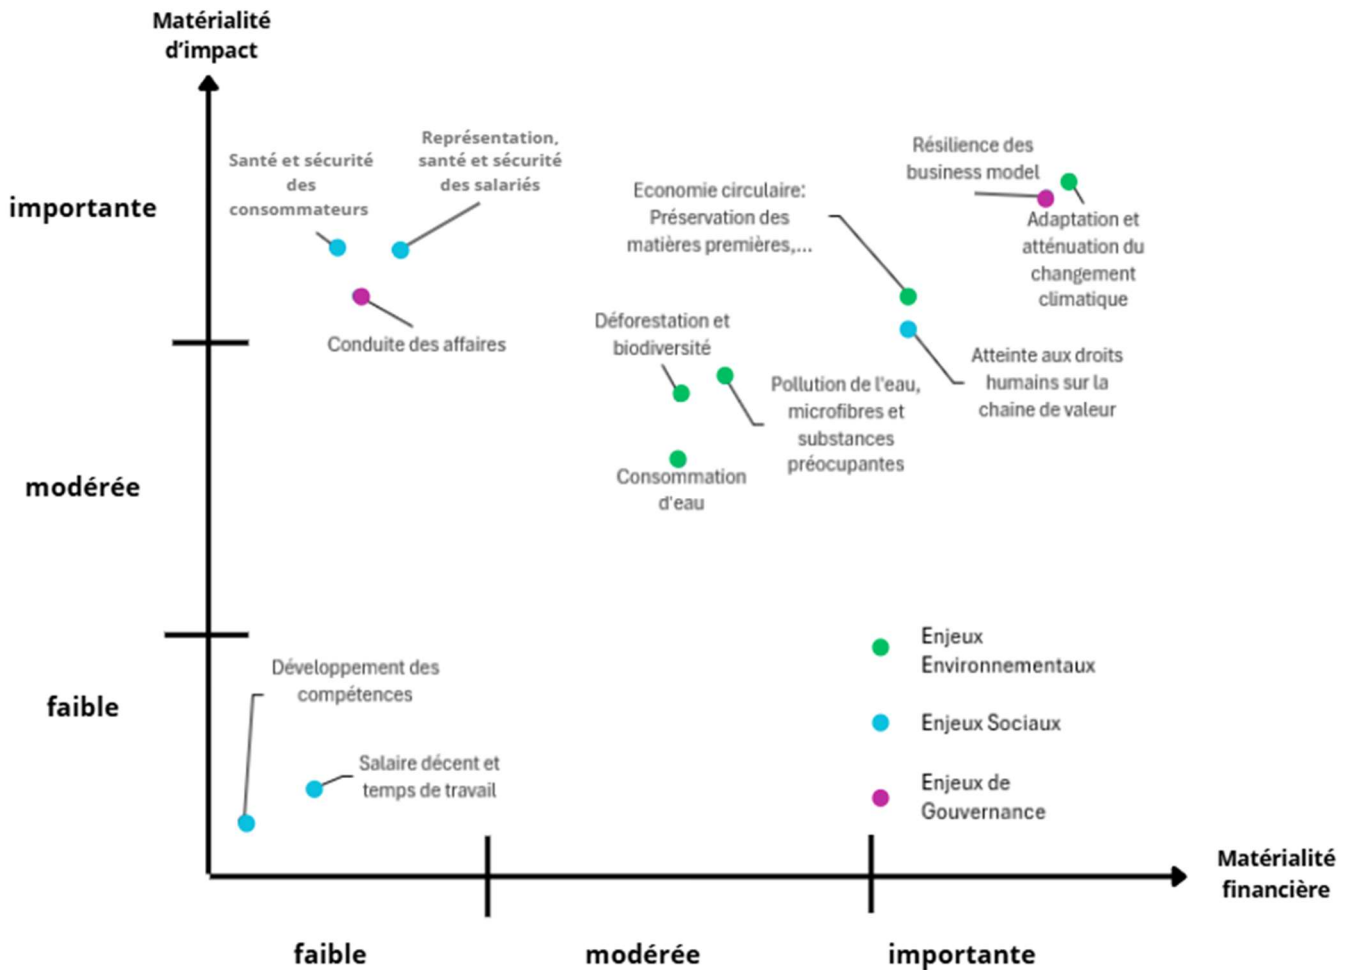 Matérialité
d'impact
importante
modérée
faible
Santé et sécurité
des
consommateurs
Représentation,
santé et sécurité
des salariés
Conduite des affaires
Economie circulaire:
Préservation des
matières premières,...
Résilience des
business model
Adaptation et
atténuation du
changement
climatique
Déforestation et
biodiversité
Pollution de l'eau,
microfibres et
substances
préocupantes
Atteinte aux droits
humains sur la
chaine de valeur
Consommation
d'eau
Développement des
compétences
Salaire décent et
temps de travail
Enjeux
Environnementaux
Enjeux Sociaux
Enjeux de
Gouvernance
Matérialité
financière
faible
modérée
importante